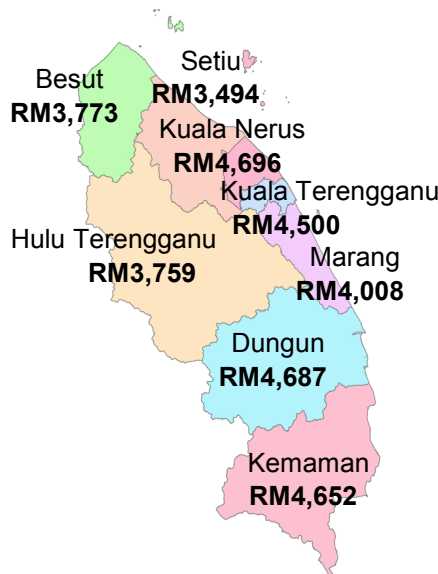 Setiu
RM3,494
Besut
RM3,773
Kuala Nerus
RM4,696
Kuala Terengganu
RM4,500
Hulu Terengganu
RM3,759
Marang
RM4,008
Dungun
RM4,687
Kemaman
RM4,652